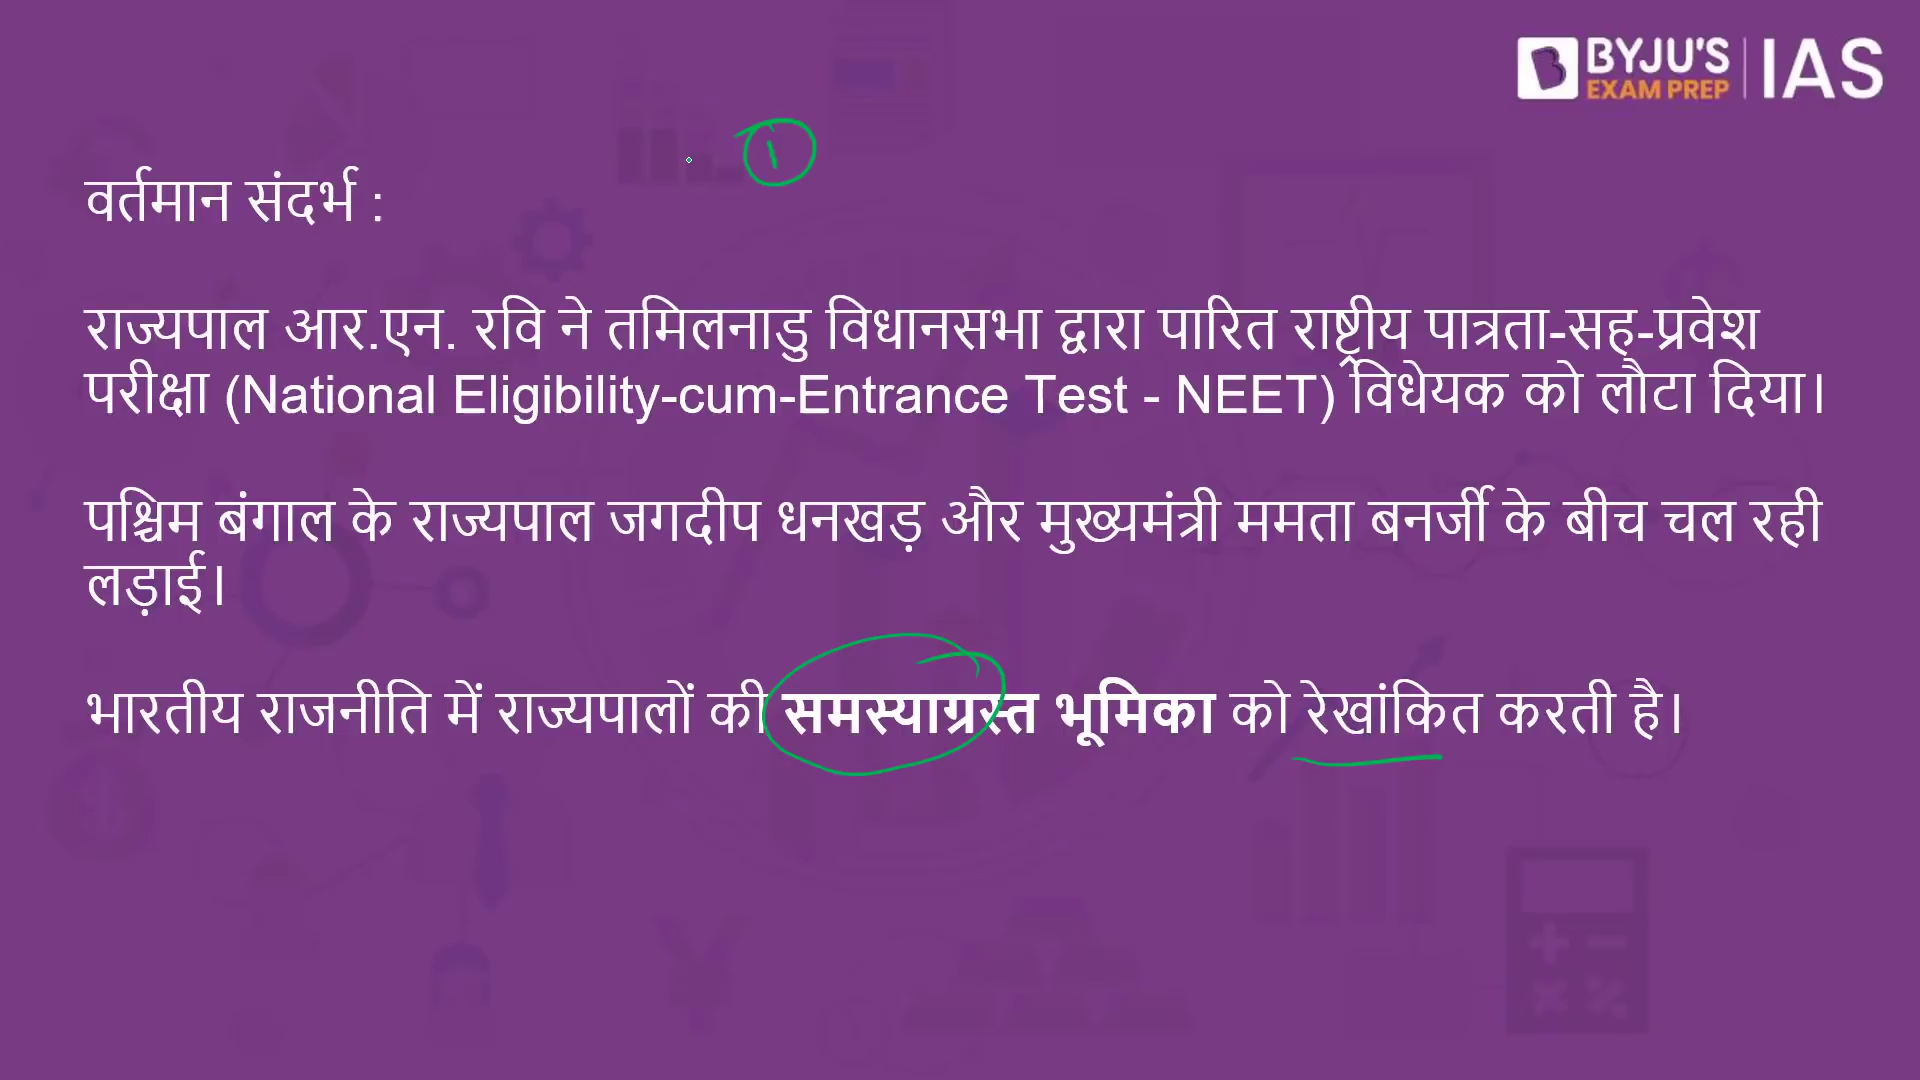 BYJU'S
EXAM PREP
IAS
1
वर्तमान संदर्भ :
राज्यपाल आर.एन. रवि ने तमिलनाडु विधानसभा द्वारा पारित राष्ट्रीय पात्रता-सह-प्रवेश
परीक्षा (National Eligibility-cum-Entrance Test - NEET) विधेयक को लौटा दिया।
पश्चिम बंगाल के राज्यपाल जगदीप धनखड़ और मुख्यमंत्री ममता बनर्जी के बीच चल रही
लड़ाई।
भारतीय राजनीति में राज्यपालों की समस्याग्रस्त भूमिका को रेखांकित करती है।